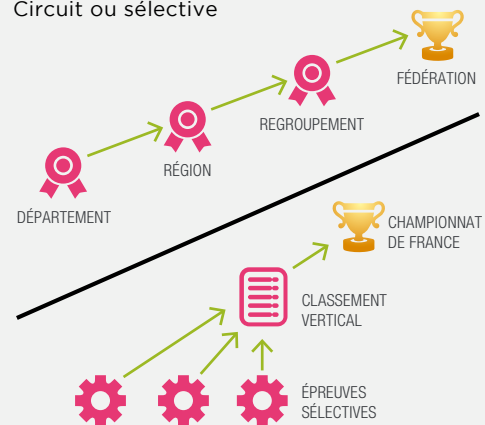 Circuit ou sélective
FÉDÉRATION
REGROUPEMENT
RÉGION
DÉPARTEMENT
CHAMPIONNAT
DE FRANCE
CLASSEMENT
VERTICAL
ÉPREUVES
SÉLECTIVES